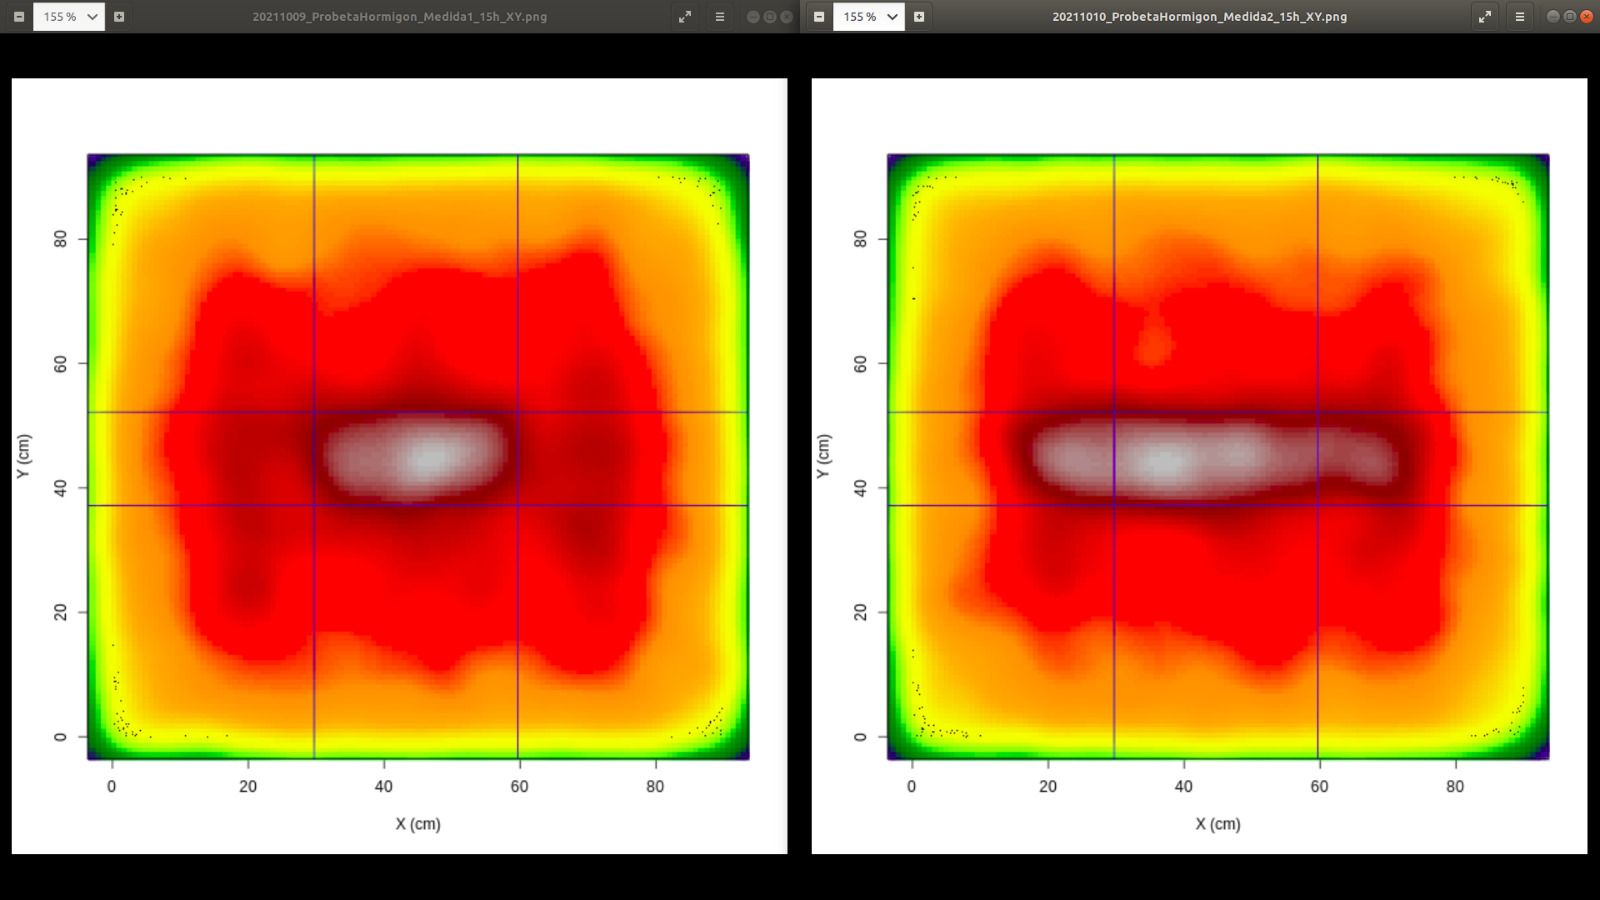 155 %
20211009_ProbetaHormigon_Medida1_15h_XY.png
155 %
20211010_ProbetaHormigon_Medida2_15h_XY.png
80
60
40
20
0
Y (cm)
0 20 40 60 80
X (cm)
80
60
40
20
0
Y (cm)
0 20 40 60 80
X (cm)